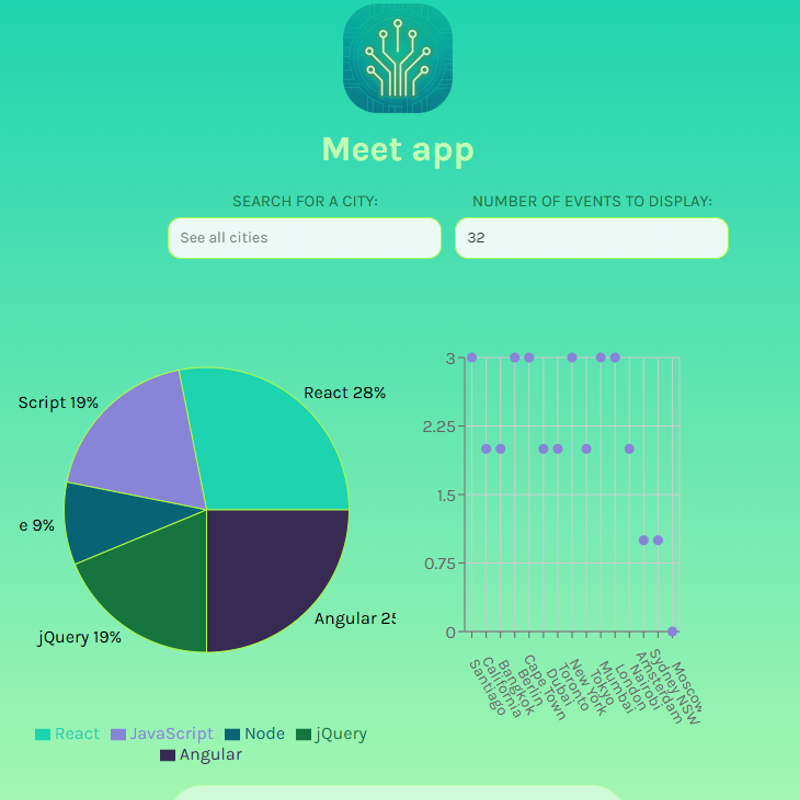 Meet app
SEARCH FOR A CITY:
NUMBER OF EVENTS TO DISPLAY:
See all cities
32
React 28%
Script 19%
e 9%
jQuery 19%
Angular 25
3
2.25
1.5
0.75
0
Santiago
California
Bangkok
Berlin
Cape Town
Dubai
Toronto
New York
Tokyo
Mumbai
London
Nairobi
Amsterdam
Sydney NSW
Moscow
React
JavaScript
Node
jQuery
Angular